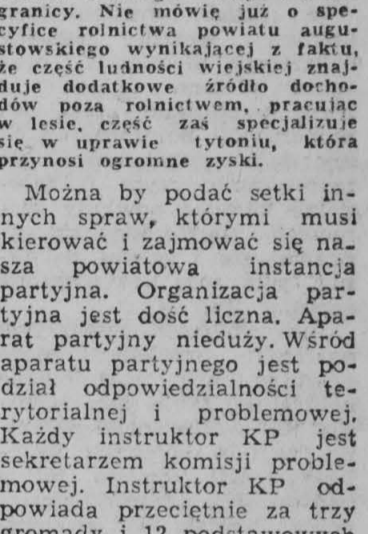 granicy. Nie mówię już o spe-
cyfice rolnictwa powiatu augu-
stowskiego wynikającej z faktu,
że część ludności wiejskiej znaj-
duje dodatkowe źródło docho-
dów poza rolnictwem, pracując
w lesie, część zaś specjalizuje
się w uprawie tytoniu, która
przynosi ogromne zyski.
Można by podać setki in-
nych spraw, którymi musi
kierować i zajmować się na-
sza powiatowa instancja
partyjna. Organizacja par-
tyjna jest dość liczna. Apa-
rat partyjny nieduży. Wśród
aparatu partyjnego jest po-
dział odpowiedzialności te-
rytorialnej i problemowej.
Każdy instruktor KP jest
sekretarzem komisji proble-
mowej. Instruktor KP od-
powiada przeciętnie za trzy
gromady i 12 podstawowych